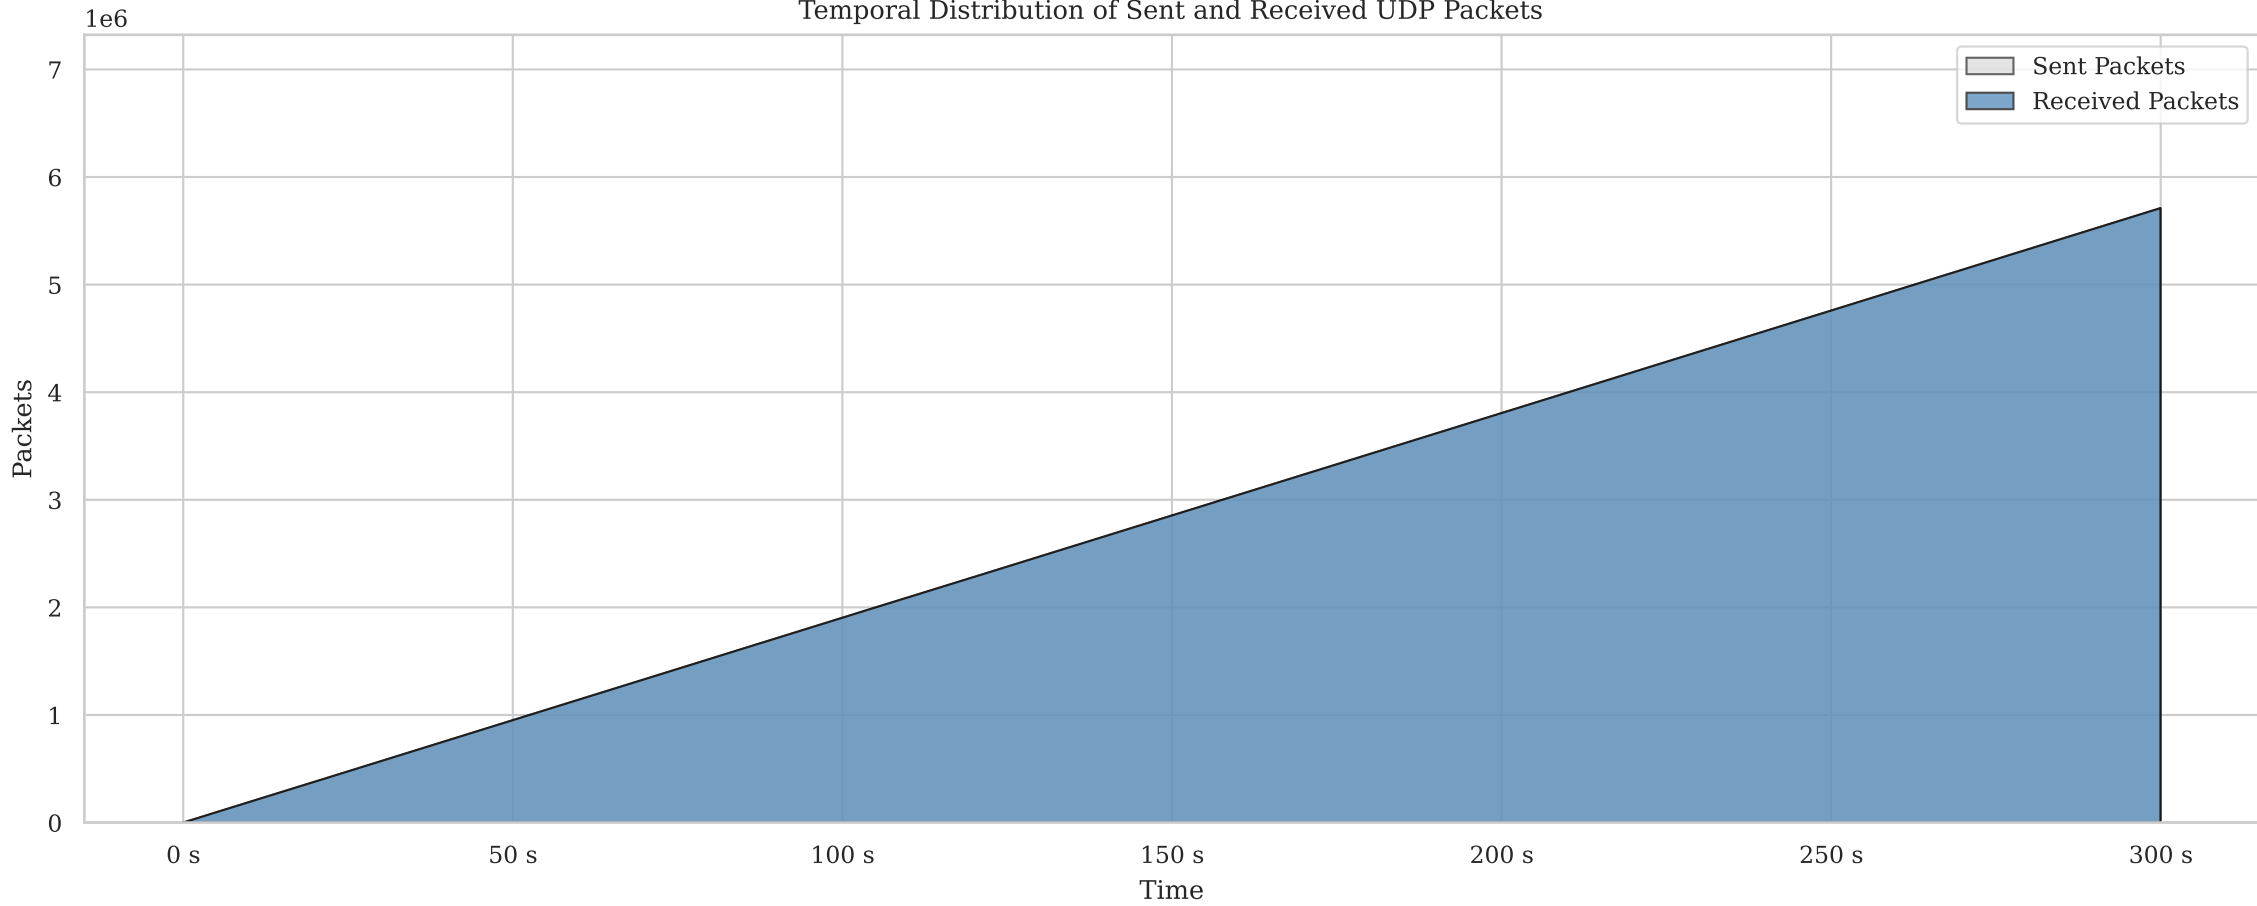 Temporal Distribution of Sent and Received UDP Packets
1e6
Sent Packets
Received Packets
7
6
5
4
3
2
1
0
Packets
0 s
50 s
100 s
150 s
200 s
250 s
300 s
Time